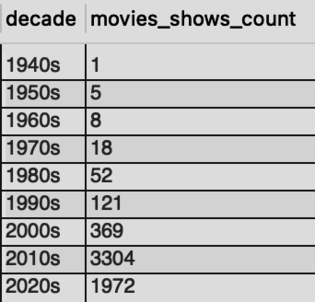 decade movies_shows_count
1940s 1
1950s 5
1960s 8
1970s 18
1980s 52
1990s 121
2000s 369
2010s 3304
2020s 1972